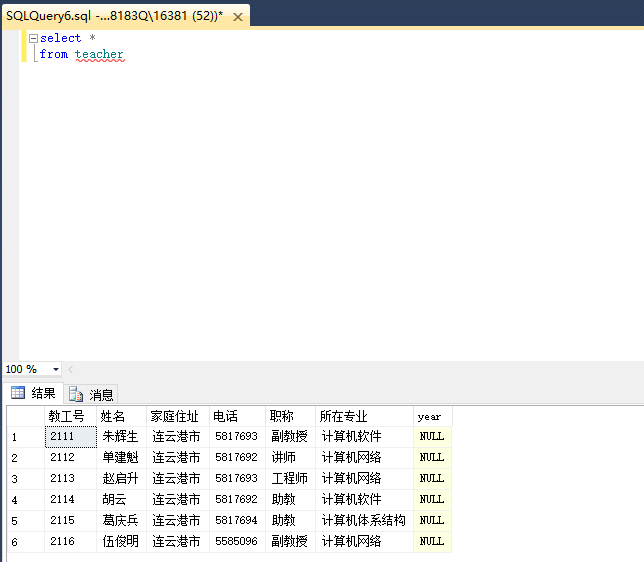 SQLQuery6.sql -...8183Q\16381 (52))*
select *
from teacher
100 %
结果 消息
教工号 姓名 家庭住址 电话 职称 所在专业 year
1 2111 朱辉生 连云港市 5817693 副教授 计算机软件 NULL
2 2112 单建魁 连云港市 5817692 讲师 计算机网络 NULL
3 2113 赵启升 连云港市 5817693 工程师 计算机网络 NULL
4 2114 胡云 连云港市 5817693 助教 计算机软件 NULL
5 2115 葛庆兵 连云港市 5817694 助教 计算机体系结构 NULL
6 2116 伍俊明 连云港市 5585096 副教授 计算机网络 NULL